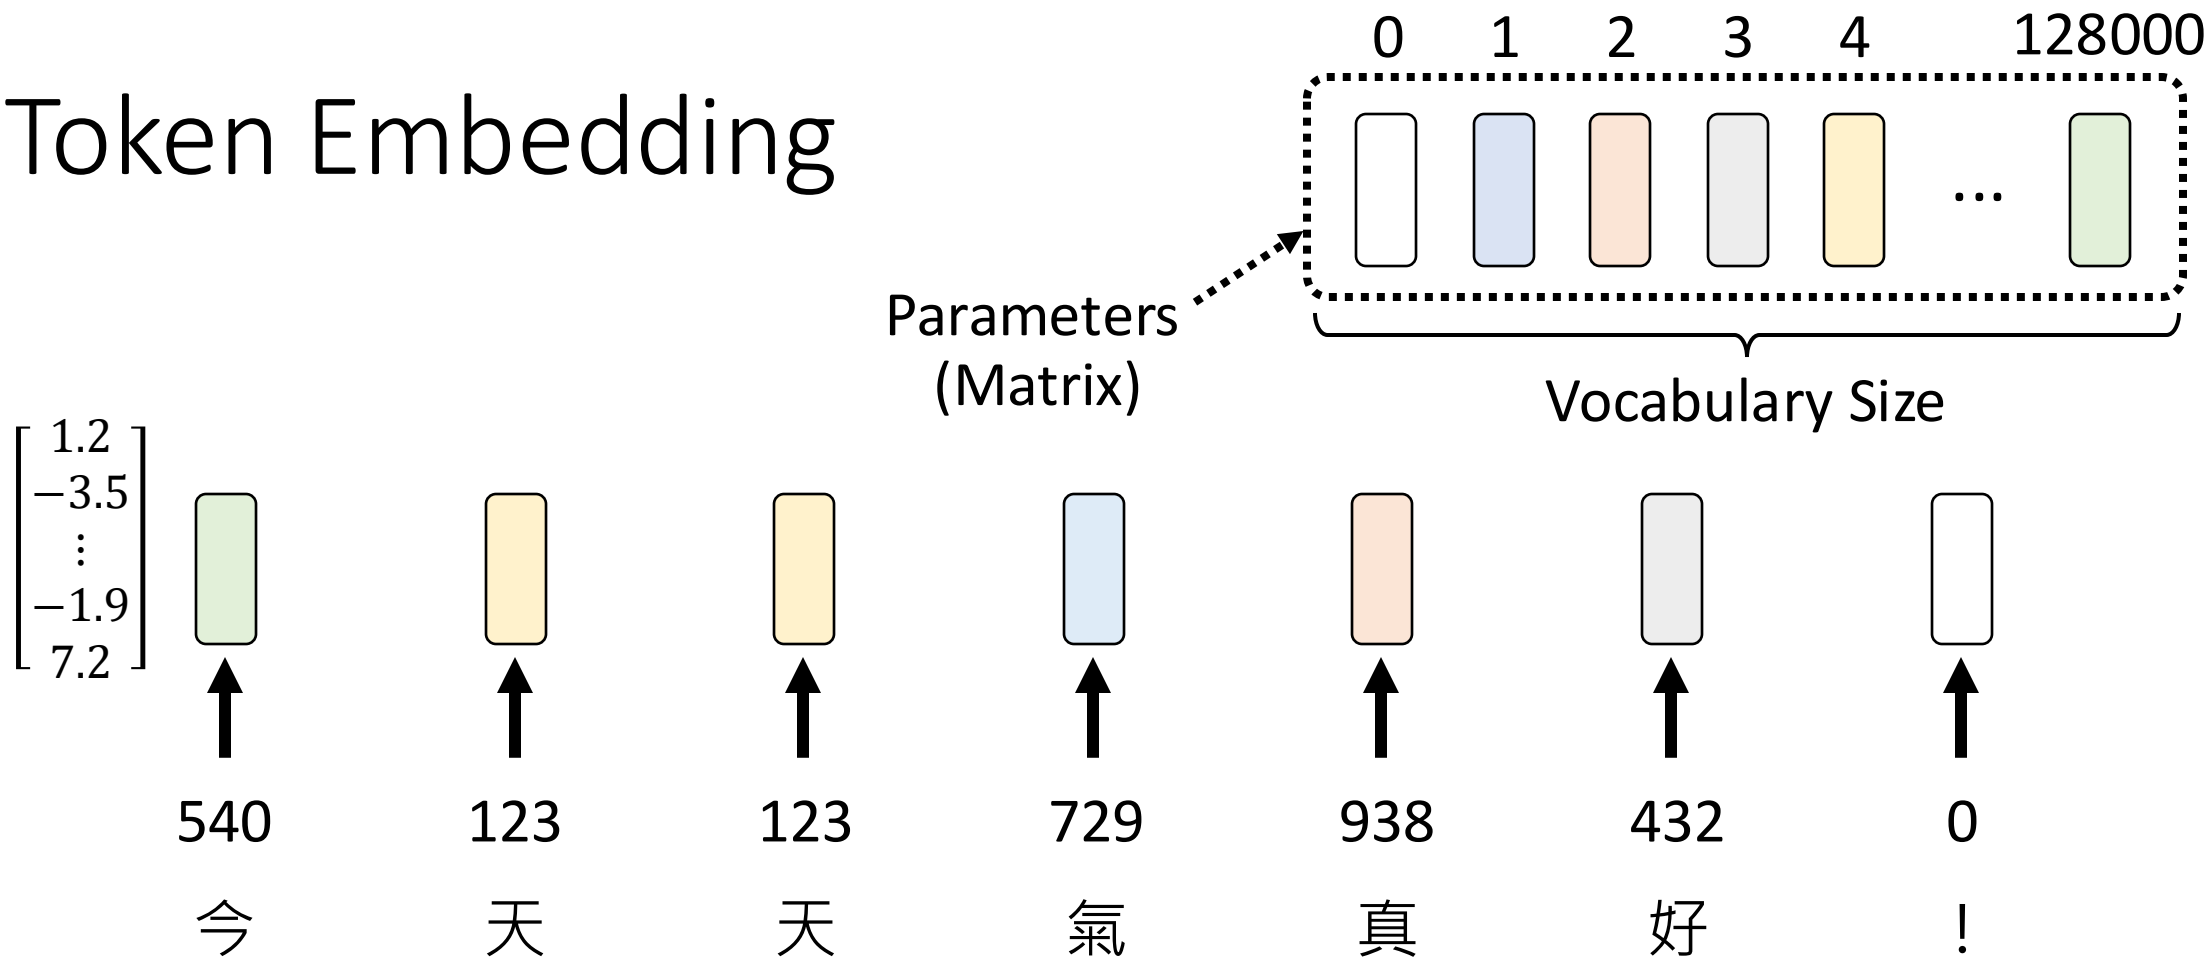 0 1 2 3 4 128000
Token Embedding
...
Parameters
(Matrix)
Vocabulary Size
1.2
−3.5
⋮
−1.9
7.2
540 123 123 729 938 432 0
今 天 天 氣 真 好 !